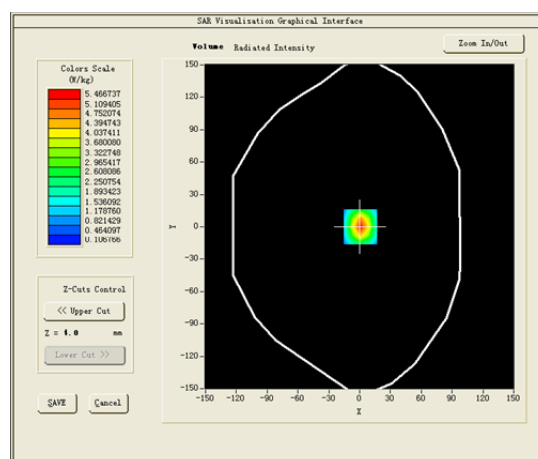 SAR Visualisation Graphical Interface
Volume Radiated Intensity
Zoom In/Out
Colors Scale
(W/kg)
5.466737
5.109405
4.752074
4.394743
4.037411
3.680080
3.322748
2.965417
2.608086
2.250754
1.893423
1.536092
1.178760
0.821429
0.464097
0.106766
Z-Cuts Control
<< Upper Cut
Z = 4.0 mm
Lower Cut >>
SAVE Cancel
150
120
90
60
30
0
-30
-60
-90
-120
-150
Y
-150 -120 -90 -60 -30 0 30 60 90 120 150
X